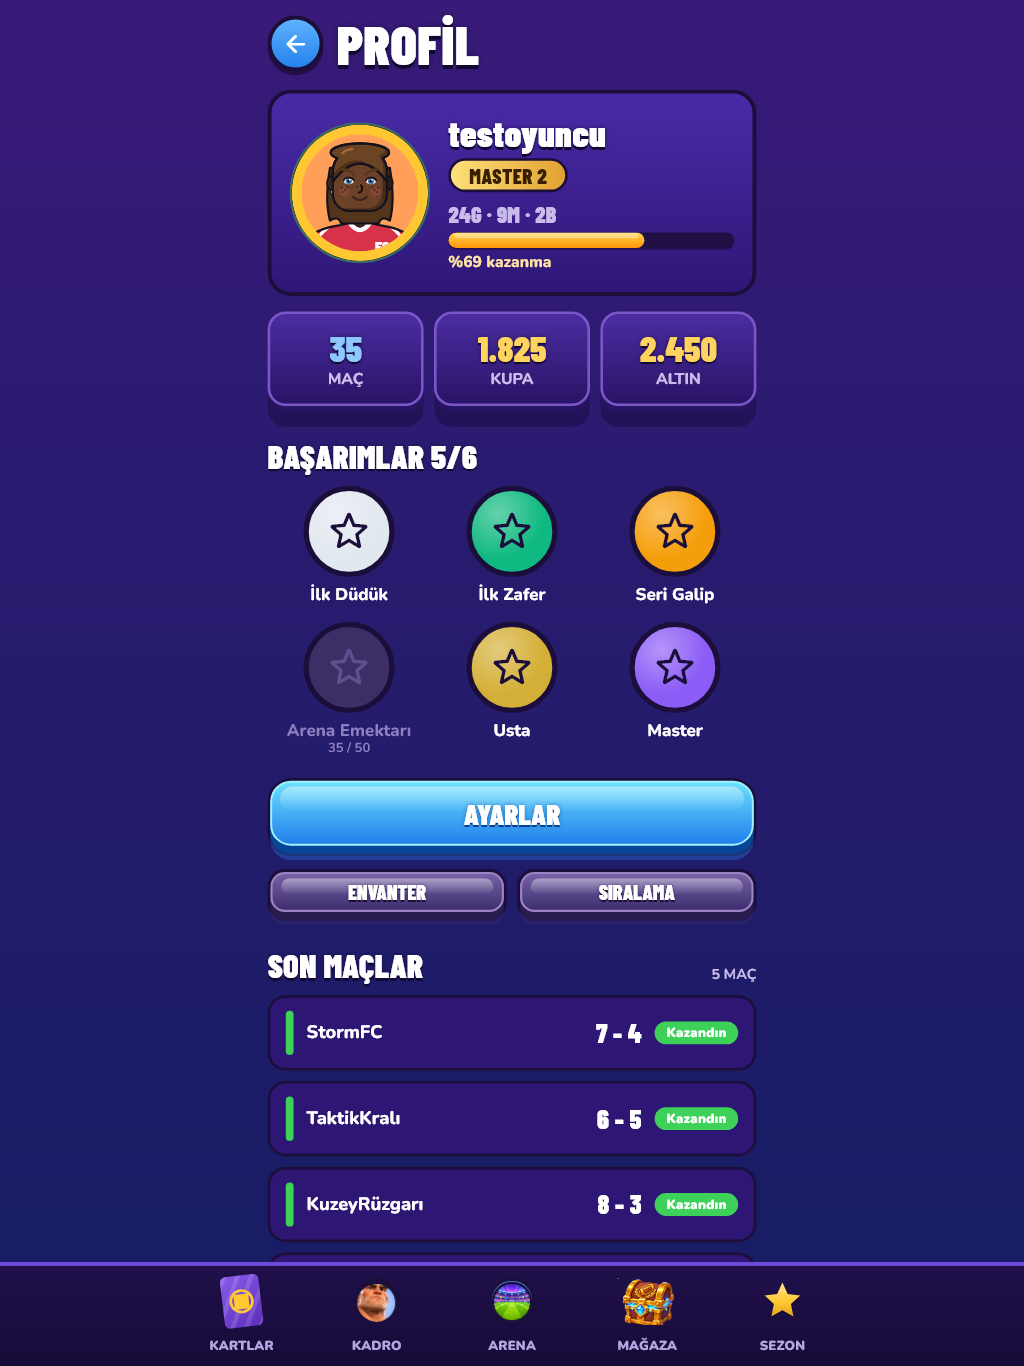 PROFİL
testoyuncu
MASTER 2
24G · 9M · 2B
%69 kazanma
35
MAÇ
1.825
KUPA
2.450
ALTIN
BAŞARIMLAR 5/6
İlk Düdük
İlk Zafer
Seri Galip
Arena Emektarı
35 / 50
Usta
Master
AYARLAR
ENVANTER
SIRALAMA
SON MAÇLAR
5 MAÇ
StormFC
7 - 4
Kazandın
TaktikKralı
6 - 5
Kazandın
KuzeyRüzgarı
8 - 3
Kazandın
KARTLAR
KADRO
ARENA
MAĞAZA
SEZON